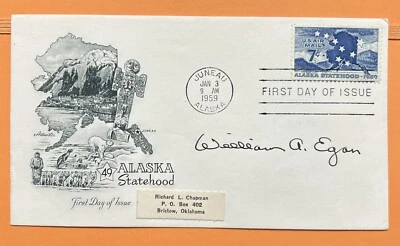 JUNEAU
JAN 3
9 AM
1959
ALASKA
U.S. AIR MAIL
7¢
ALASKA STATEHOOD·1959
FIRST DAY OF ISSUE
William A. Egan
49 ALASKA
Statehood
First Day of Issue
Richard L. Chapman
P. O. Box 402
Bristow, Oklahoma